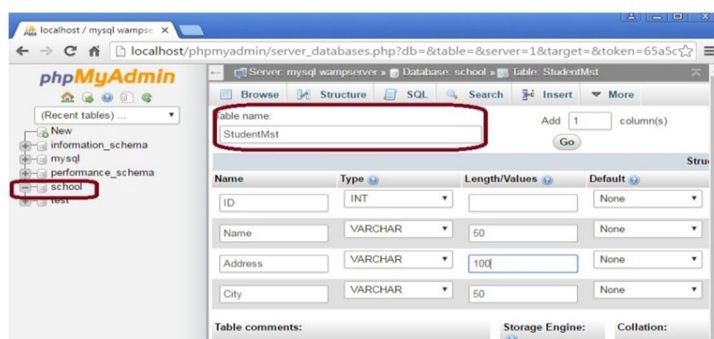 localhost / mysql wampse
localhost/phpmyadmin/server_databases.php?db=&table=&server=1&target=&token=65a5c
phpMyAdmin
(Recent tables) ...
New
information_schema
mysql
performance_schema
school
test
Server: mysql wampserver » Database: school » Table: StudentMst
Browse Structure SQL Search Insert More
Table name:
StudentMst
Add 1 column(s)
Go
Stru
Name Type Length/Values Default
ID INT None
Name VARCHAR 50 None
Address VARCHAR 100 None
City VARCHAR 50 None
Table comments: Storage Engine: Collation: